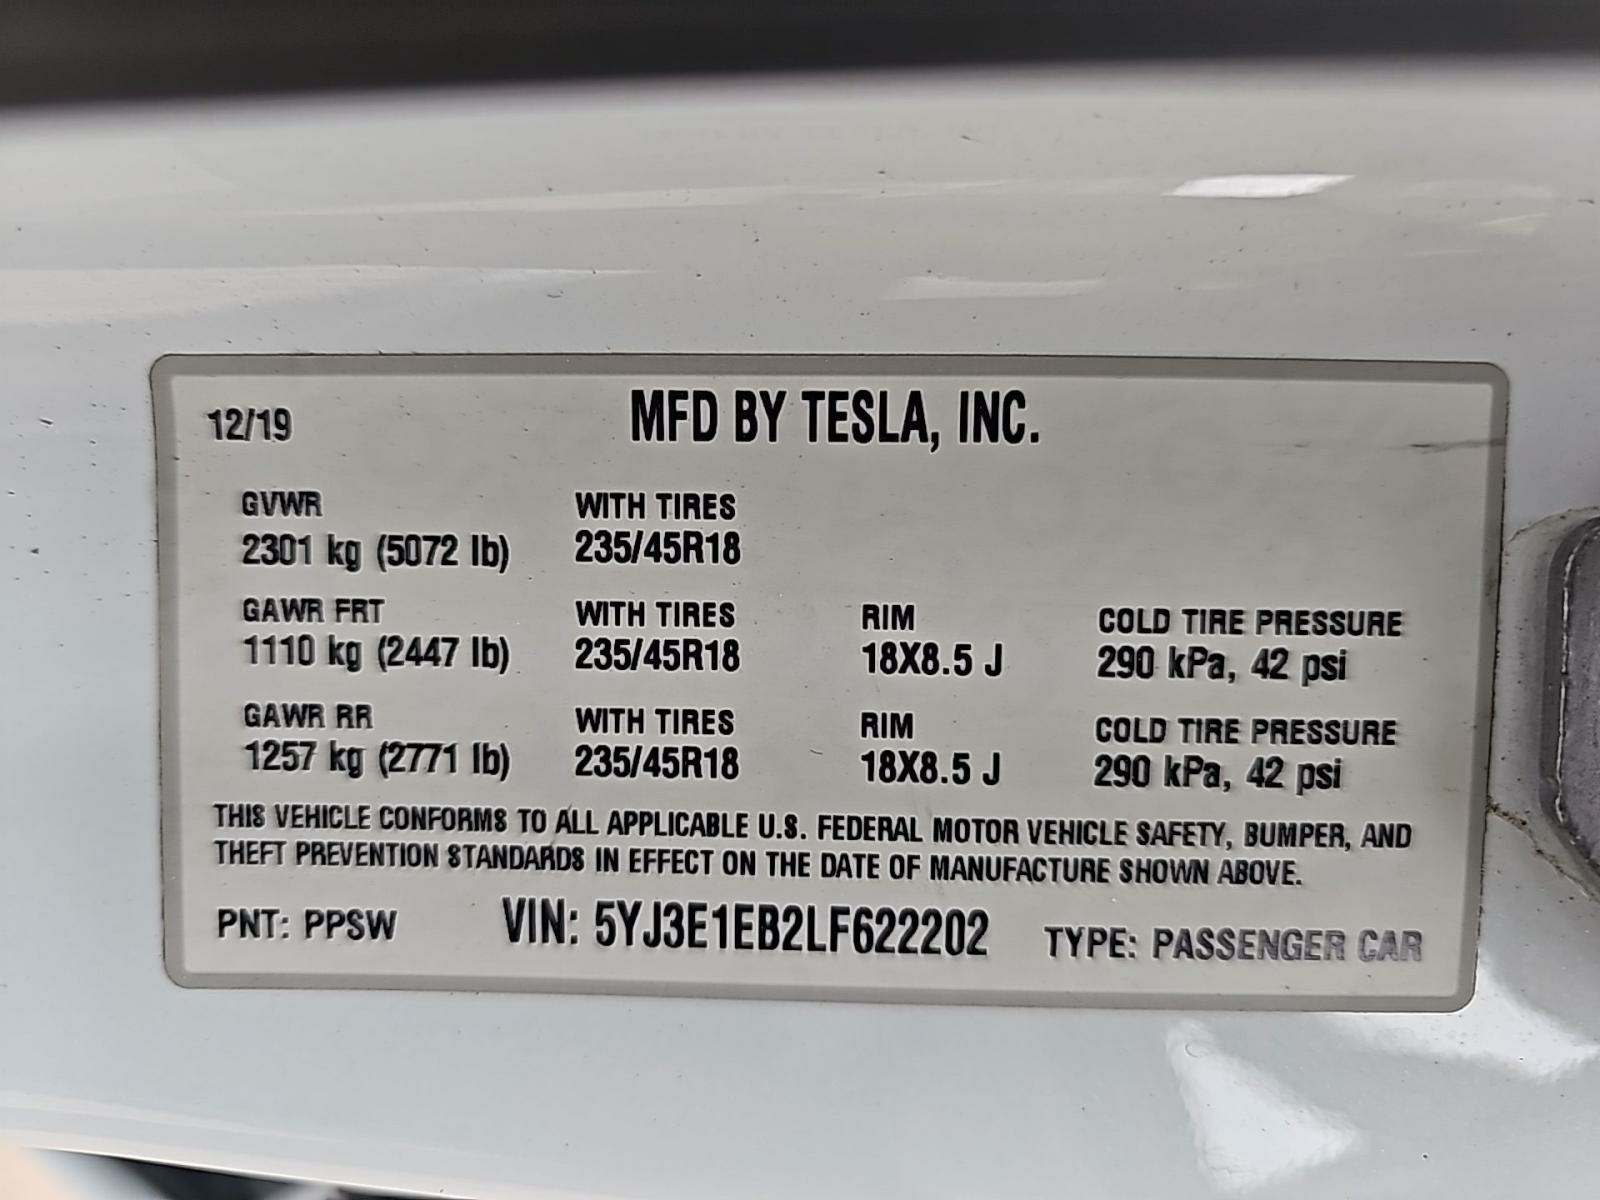 12/19 MFD BY TESLA, INC.
GVWR WITH TIRES
2301 kg (5072 lb) 235/45R18
GAWR FRT WITH TIRES RIM COLD TIRE PRESSURE
1110 kg (2447 lb) 235/45R18 18X8.5 J 290 kPa, 42 psi
GAWR RR WITH TIRES RIM COLD TIRE PRESSURE
1257 kg (2771 lb) 235/45R18 18X8.5 J 290 kPa, 42 psi
THIS VEHICLE CONFORMS TO ALL APPLICABLE U.S. FEDERAL MOTOR VEHICLE SAFETY, BUMPER, AND
THEFT PREVENTION STANDARDS IN EFFECT ON THE DATE OF MANUFACTURE SHOWN ABOVE.
PNT: PPSW VIN: 5YJ3E1EB2LF622202 TYPE: PASSENGER CAR